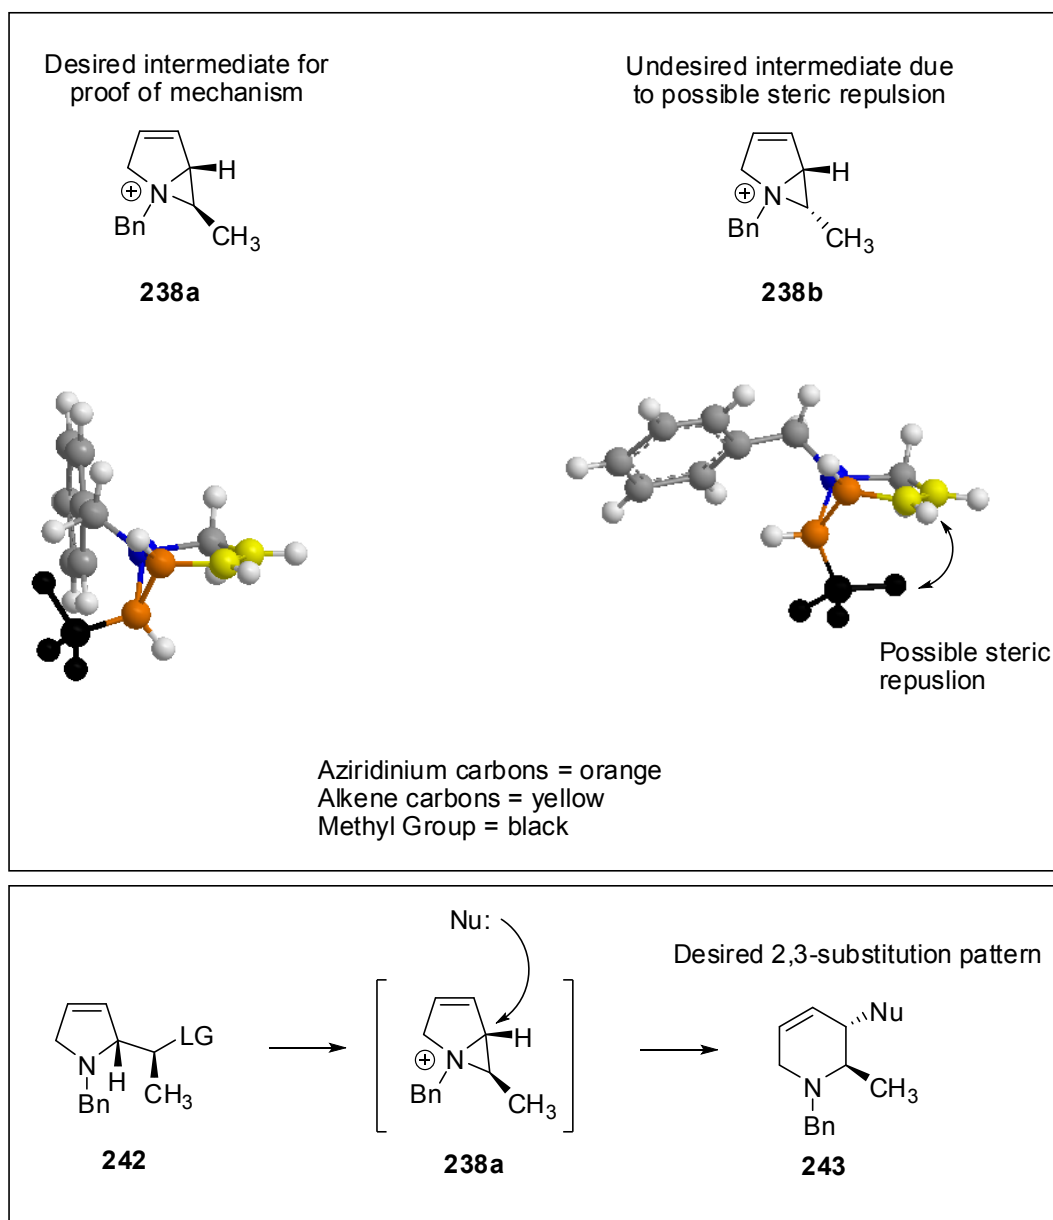 Desired intermediate for
proof of mechanism
Undesired intermediate due
to possible steric repulsion
H
⊕
N
Bn
CH3
238a
H
⊕
N
Bn
CH3
238b
Possible steric
repuslion
Aziridinium carbons = orange
Alkene carbons = yellow
Methyl Group = black
Nu:
Desired 2,3-substitution pattern
LG
N
H
Bn
CH3
242
H
⊕
N
Bn
CH3
238a
Nu
N
CH3
Bn
243